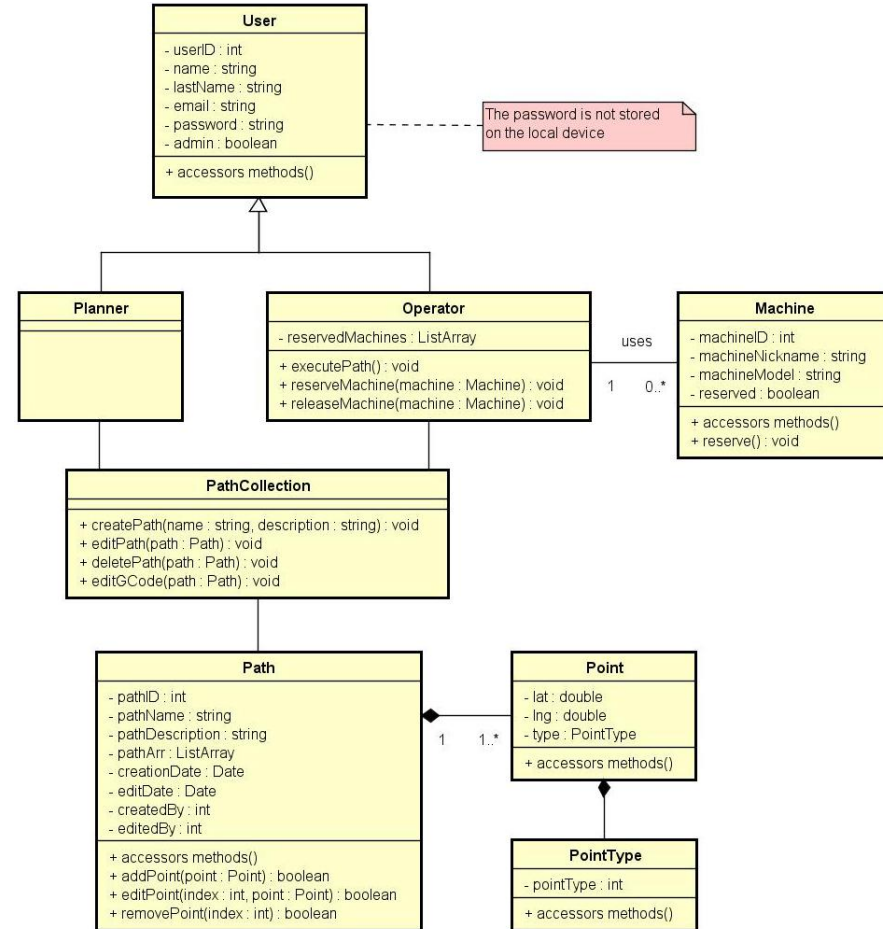 User
- userID : int
- name : string
- lastName : string
- email : string
- password : string
- admin : boolean
+ accessors methods()
The password is not stored
on the local device
Planner
Operator
- reservedMachines : ListArray
+ executePath() : void
+ reserveMachine(machine : Machine) : void
+ releaseMachine(machine : Machine) : void
uses
1 0..*
Machine
- machineID : int
- machineNickname : string
- machineModel : string
- reserved : boolean
+ accessors methods()
+ reserve() : void
PathCollection
+ createPath(name : string, description : string) : void
+ editPath(path : Path) : void
+ deletePath(path : Path) : void
+ editGCode(path : Path) : void
Path
- pathID : int
- pathName : string
- pathDescription : string
- pathArr : ListArray
- creationDate : Date
- editDate : Date
- createdBy : int
- editedBy : int
+ accessors methods()
+ addPoint(point : Point) : boolean
+ editPoint(index : int, point : Point) : boolean
+ removePoint(index : int) : boolean
1 1..*
Point
- lat : double
- lng : double
- type : PointType
+ accessors methods()
PointType
- pointType : int
+ accessors methods()